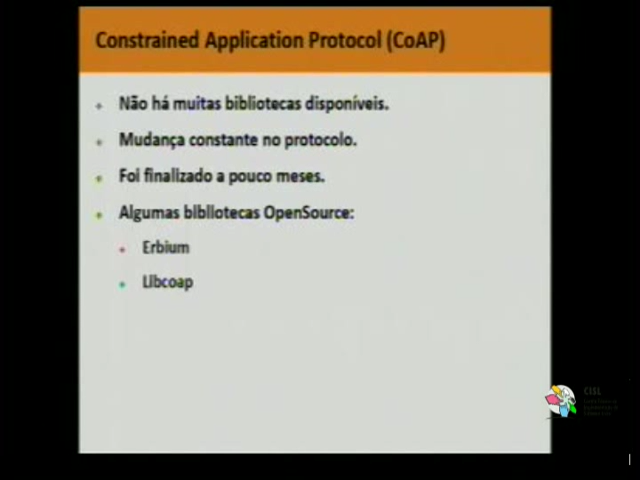 Constrained Application Protocol (CoAP)
Não há muitas bibliotecas disponíveis.
Mudança constante no protocolo.
Foi finalizado a pouco meses.
Algumas bibliotecas OpenSource:
Erbium
Libcoap
CISL